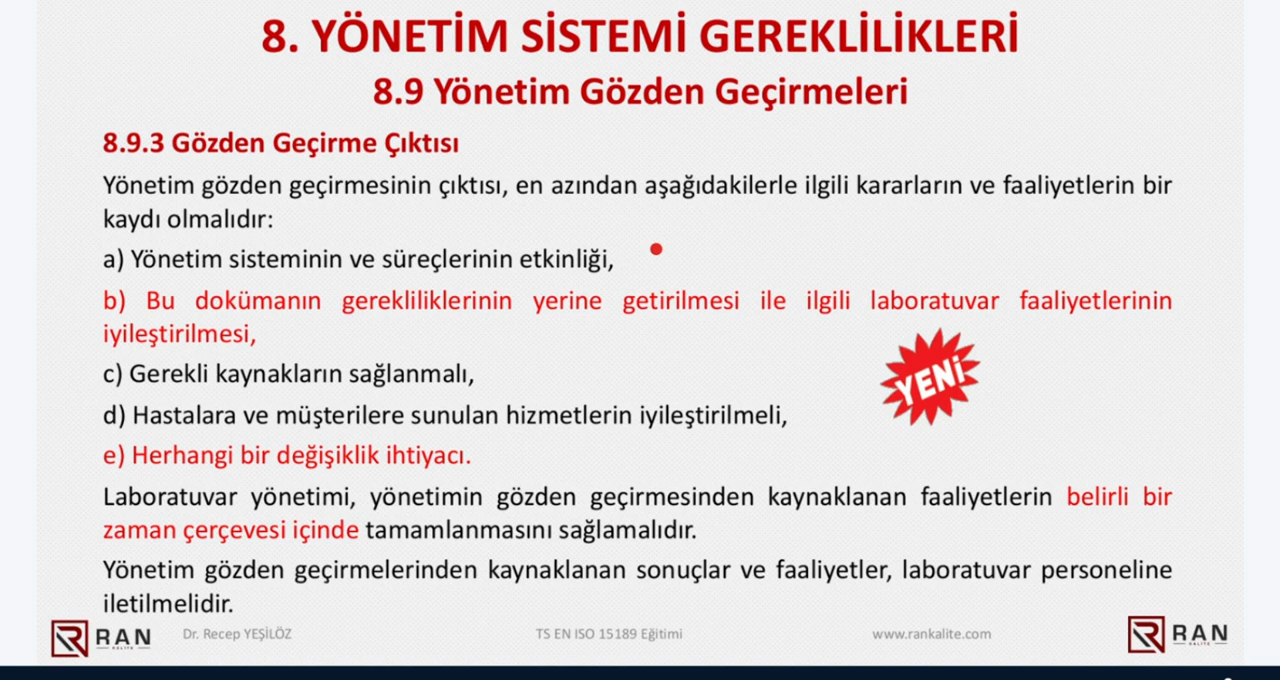 8. YÖNETİM SİSTEMİ GEREKLİLİKLERİ
8.9 Yönetim Gözden Geçirmeleri
8.9.3 Gözden Geçirme Çıktısı
Yönetim gözden geçirmesinin çıktısı, en azından aşağıdakilerle ilgili kararların ve faaliyetlerin bir
kaydı olmalıdır:
a) Yönetim sisteminin ve süreçlerinin etkinliği,
b) Bu dokümanın gerekliliklerinin yerine getirilmesi ile ilgili laboratuvar faaliyetlerinin
iyileştirilmesi,
c) Gerekli kaynakların sağlanmalı,
YENİ
d) Hastalara ve müşterilere sunulan hizmetlerin iyileştirilmeli,
e) Herhangi bir değişiklik ihtiyacı.
Laboratuvar yönetimi, yönetimin gözden geçirmesinden kaynaklanan faaliyetlerin belirli bir
zaman çerçevesi içinde tamamlanmasını sağlamalıdır.
Yönetim gözden geçirmelerinden kaynaklanan sonuçlar ve faaliyetler, laboratuvar personeline
iletilmelidir.
RAN
KALİTE
Dr. Recep YEŞİLÖZ
TS EN ISO 15189 Eğitimi
www.rankalite.com
RAN
KALİTE